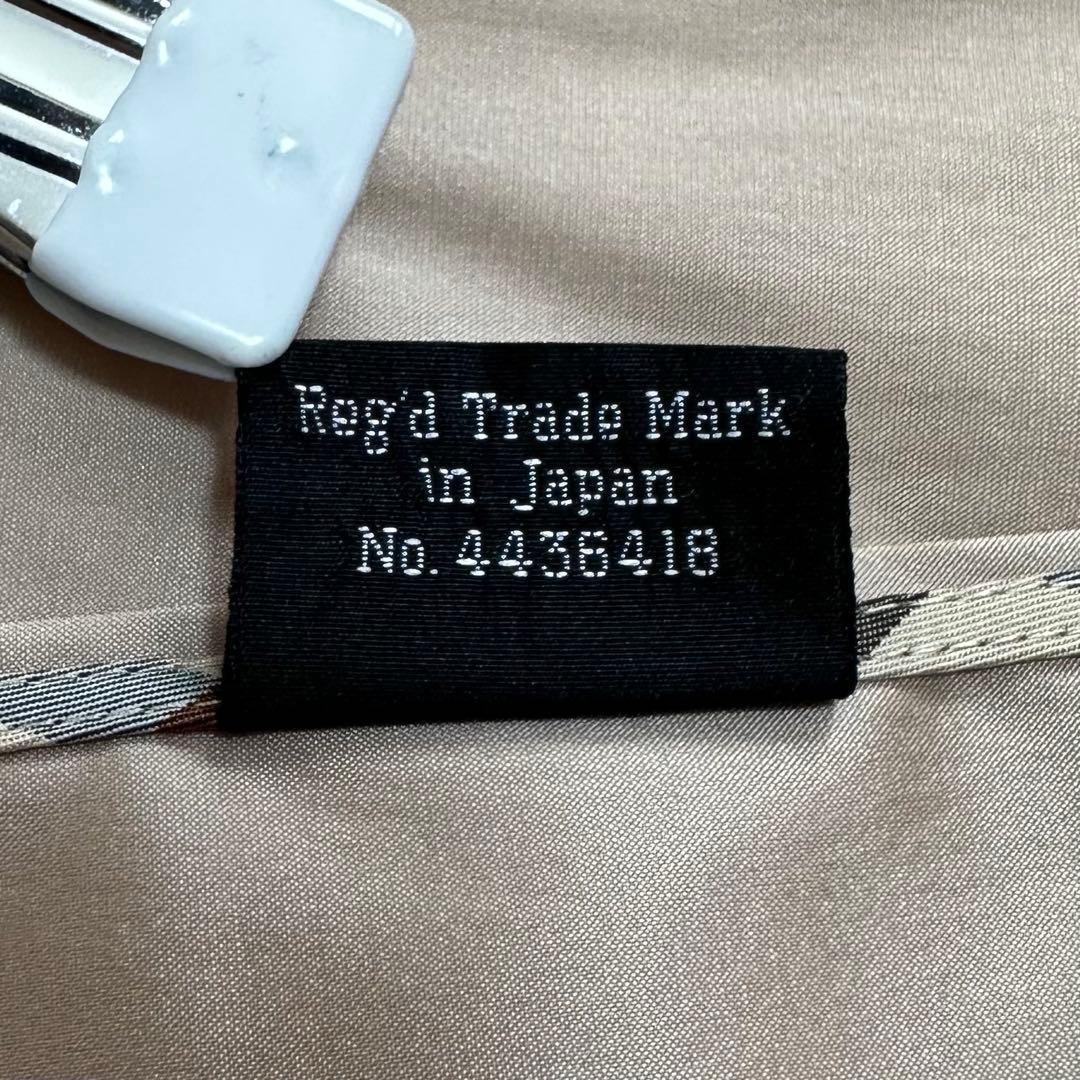 Reg'd Trade Mark
in Japan
No. 4436418